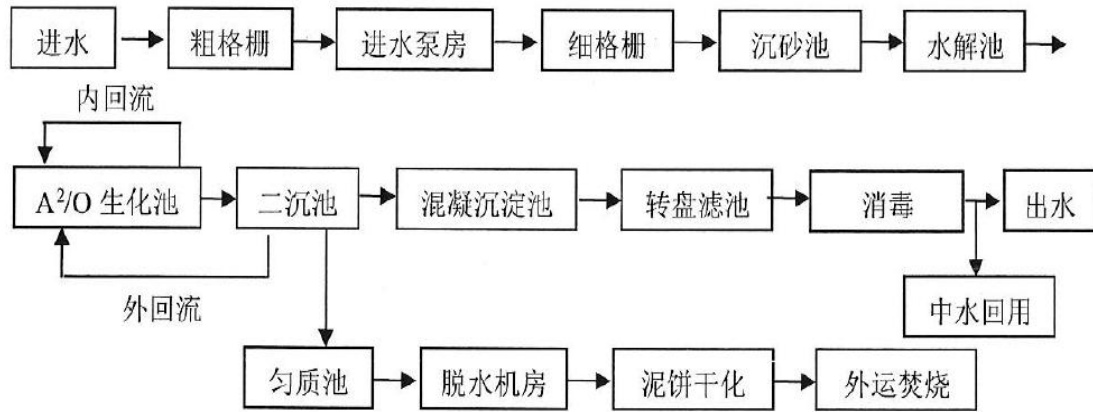 进水 粗格栅 进水泵房 细格栅 沉砂池 水解池
内回流
A²/O 生化池 二沉池 混凝沉淀池 转盘滤池 消毒 出水
外回流 中水回用
匀质池 脱水机房 泥饼干化 外运焚烧